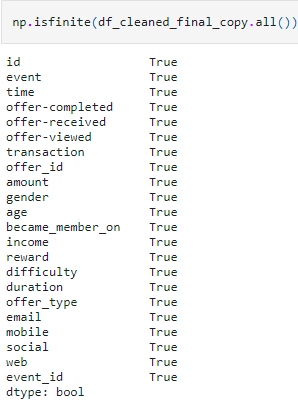 np.isfinite(df_cleaned_final_copy.all())
id True
event True
time True
offer-completed True
offer-received True
offer-viewed True
transaction True
offer_id True
amount True
gender True
age True
became_member_on True
income True
reward True
difficulty True
duration True
offer_type True
email True
mobile True
social True
web True
event_id True
dtype: bool